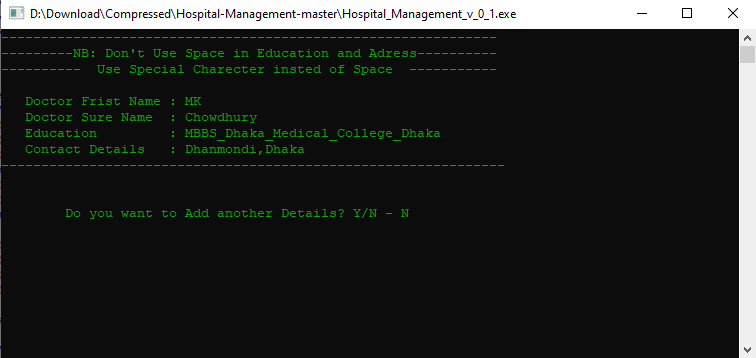 D:\Download\Compressed\Hospital-Management-master\Hospital_Management_v_0_1.exe
--------------------------------------------------------------
---------NB: Don't Use Space in Education and Adress----------
----------  Use Special Charecter insted of Space  -----------
Doctor Frist Name : MK
Doctor Sure Name  : Chowdhury
Education         : MBBS_Dhaka_Medical_College_Dhaka
Contact Details   : Dhanmondi,Dhaka
---------------------------------------------------------------
Do you want to Add another Details? Y/N - N